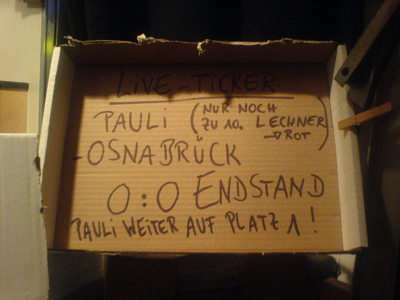 LiVE-TiCKER
PAULi (NUR NOCH
ZU 10. LECHNER
→ROT)
-OSNABRÜCK
0:0 ENDSTAND
PAULi WEITER AUF PLATZ 1!